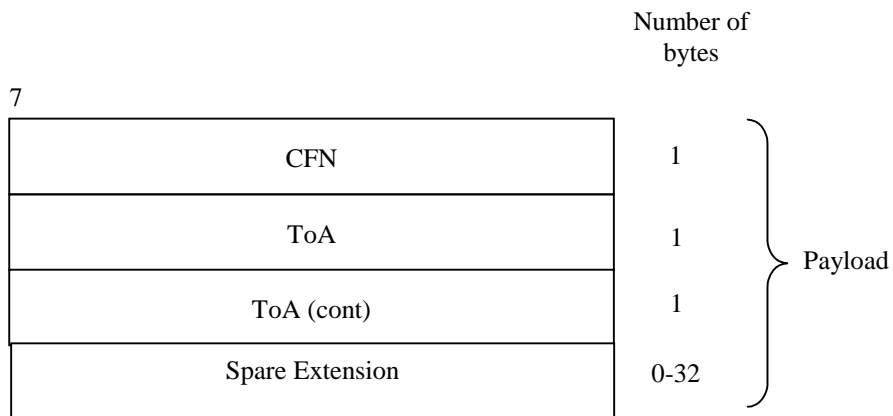 Number of
bytes
7
CFN 1
ToA 1
Payload
ToA (cont) 1
Spare Extension 0-32